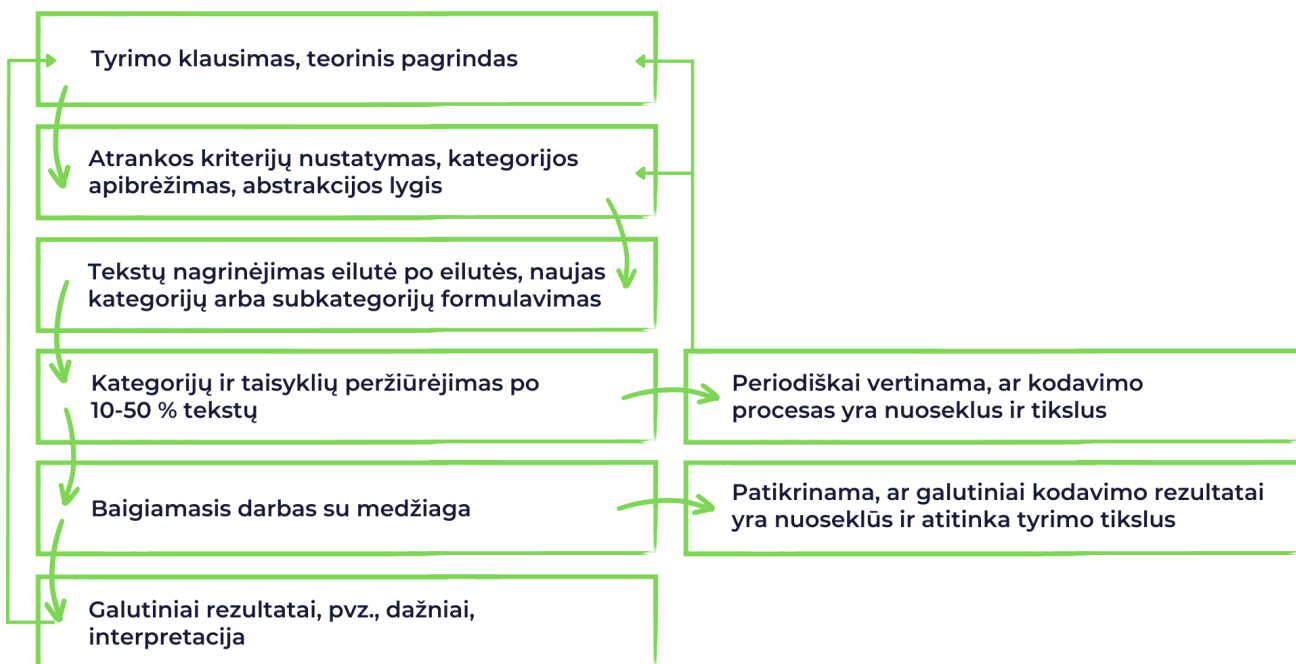 Tyrimo klausimas, teorinis pagrindas
Atrankos kriterijų nustatymas, kategorijos
apibrėžimas, abstrakcijos lygis
Tekstų nagrinėjimas eilutė po eilutės, naujas
kategorijų arba subkategorijų formulavimas
Kategorijų ir taisyklių peržiūrėjimas po
10-50 % tekstų
Periodiškai vertinama, ar kodavimo
procesas yra nuoseklus ir tikslus
Baigiamasis darbas su medžiaga
Patikrinama, ar galutiniai kodavimo rezultatai
yra nuoseklūs ir atitinka tyrimo tikslus
Galutiniai rezultatai, pvz., dažniai,
interpretacija